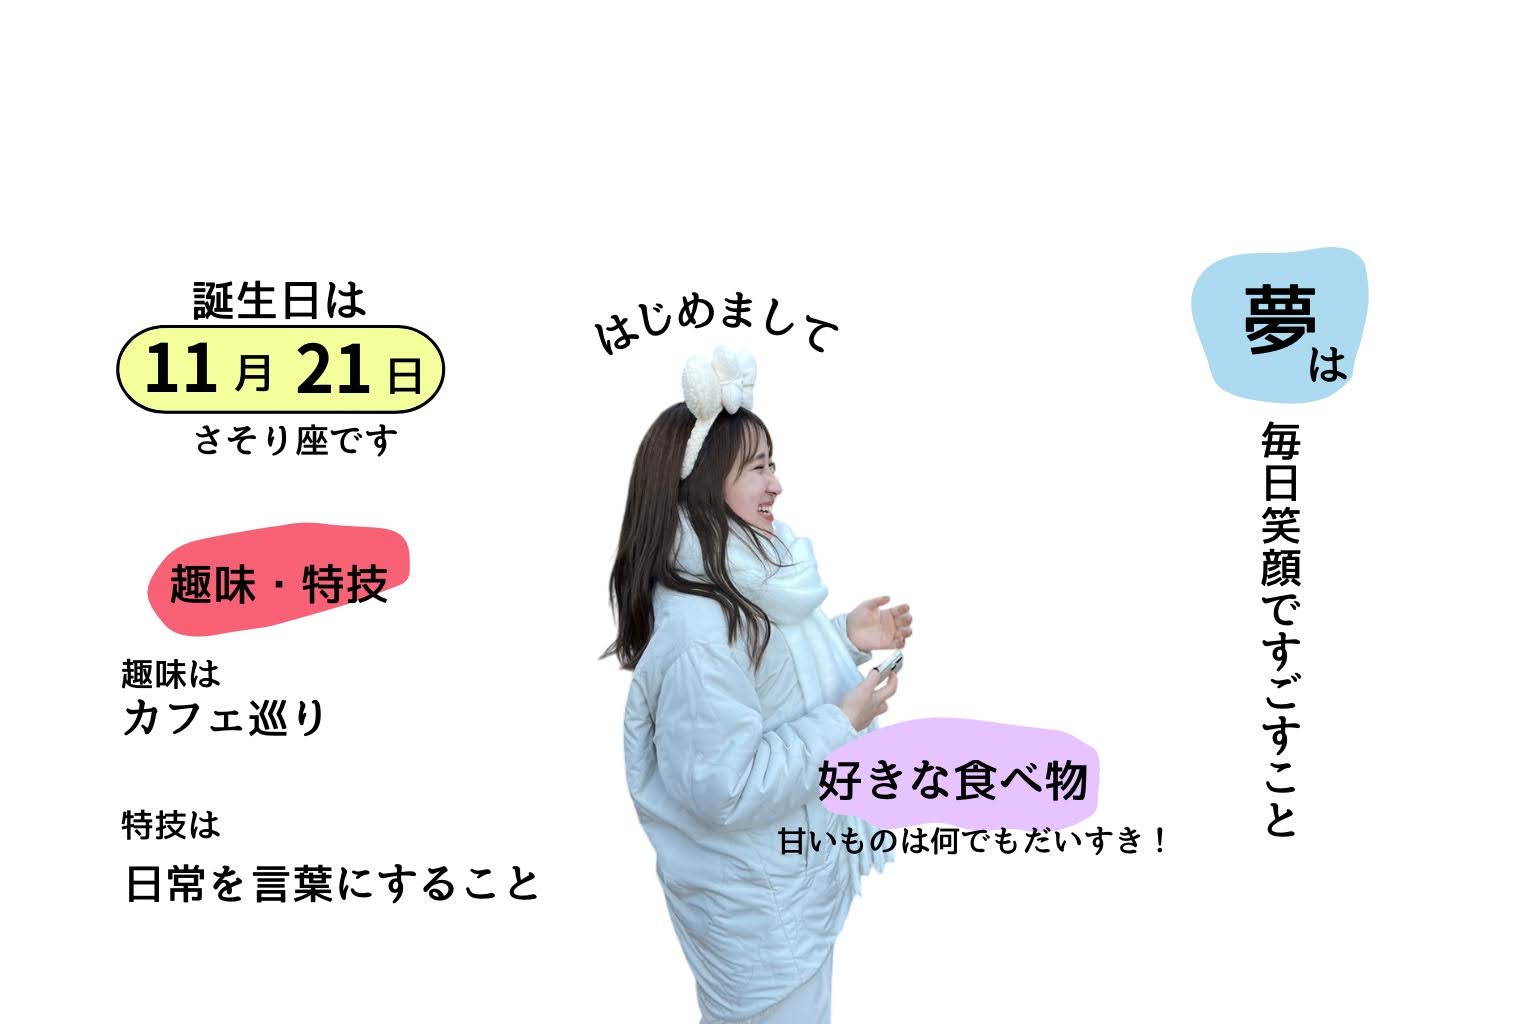 はじめまして
誕生日は
11月 21日
さそり座です
趣味・特技
趣味は
カフェ巡り
特技は
日常を言葉にすること
好きな食べ物
甘いものは何でもだいすき！
夢は
毎日笑顔ですごすこと